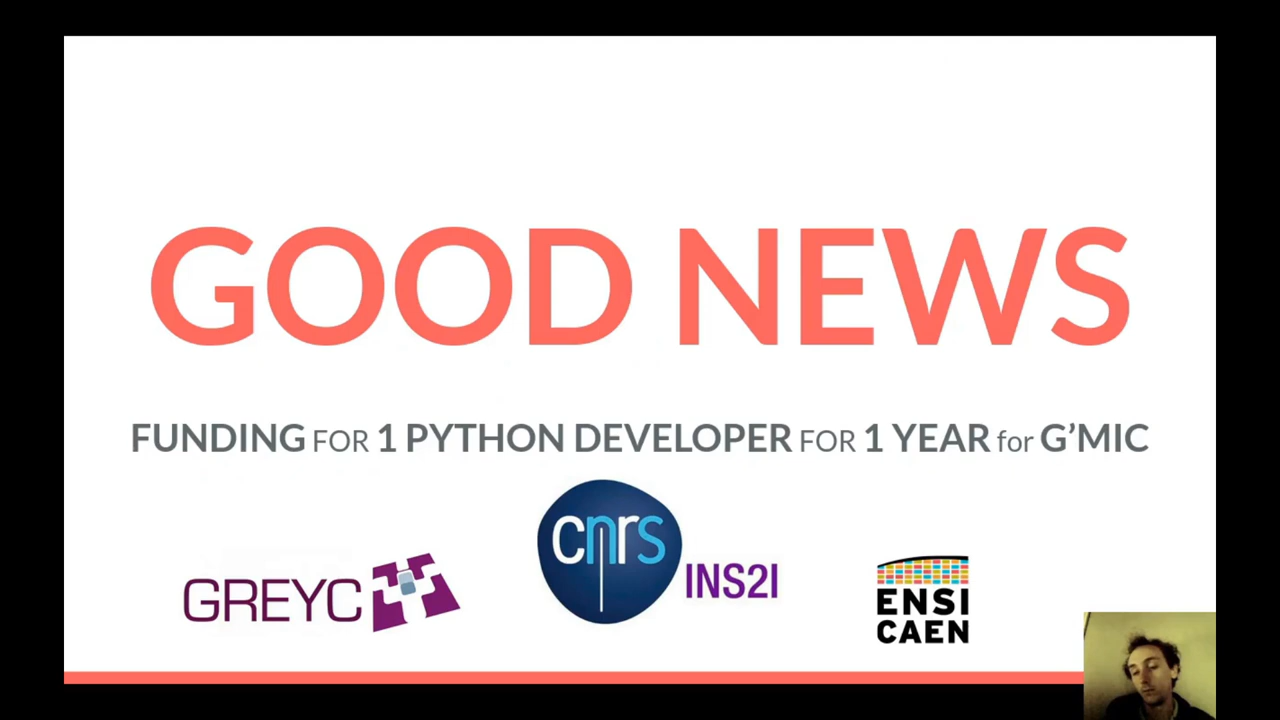 GOOD NEWS
FUNDING FOR 1 PYTHON DEVELOPER FOR 1 YEAR for G’MIC
GREYC
cnrs
INS2I
ENSI
CAEN